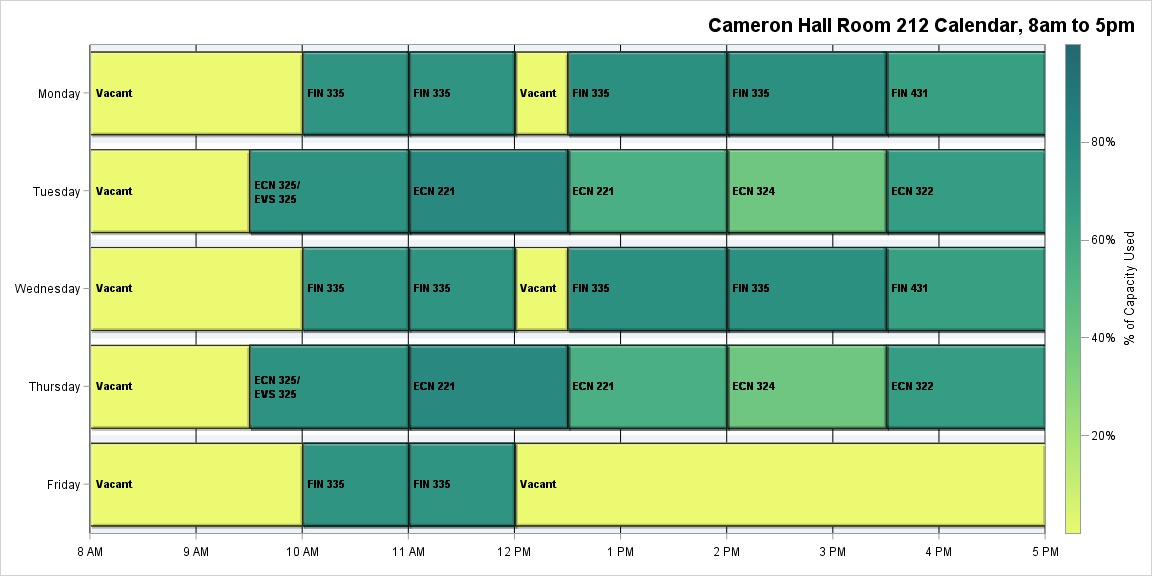 Cameron Hall Room 212 Calendar, 8am to 5pm
Monday
Vacant
FIN 335
FIN 335
Vacant
FIN 335
FIN 335
FIN 431
Tuesday
Vacant
ECN 325/
EVS 325
ECN 221
ECN 221
ECN 324
ECN 322
Wednesday
Vacant
FIN 335
FIN 335
Vacant
FIN 335
FIN 335
FIN 431
Thursday
Vacant
ECN 325/
EVS 325
ECN 221
ECN 221
ECN 324
ECN 322
Friday
Vacant
FIN 335
FIN 335
Vacant
8 AM
9 AM
10 AM
11 AM
12 PM
1 PM
2 PM
3 PM
4 PM
5 PM
80%
60%
40%
20%
% of Capacity Used